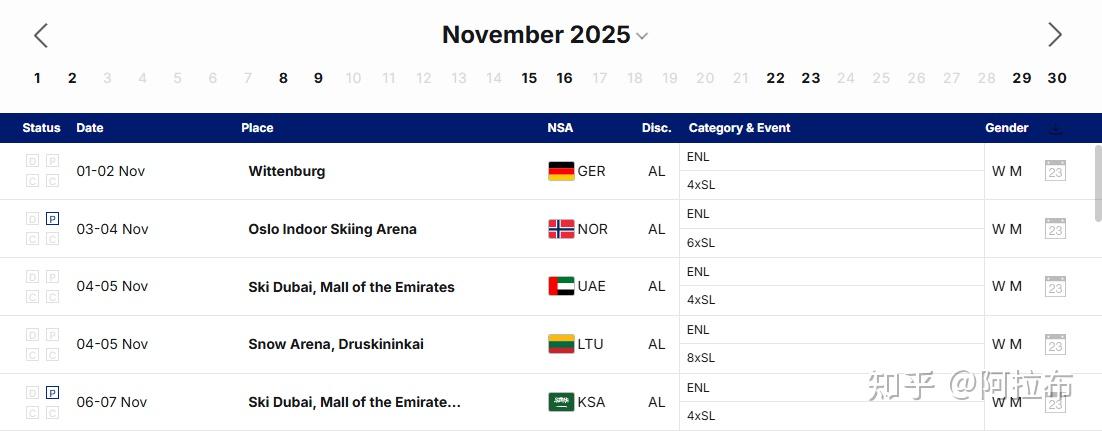 November 2025
1 2 3 4 5 6 7 8 9 10 11 12 13 14 15 16 17 18 19 20 21 22 23 24 25 26 27 28 29 30
Status Date Place NSA Disc. Category & Event Gender
D P
C C
01-02 Nov Wittenburg GER AL
ENL
4xSL
W M 23
D P
C C
03-04 Nov Oslo Indoor Skiing Arena NOR AL
ENL
6xSL
W M 23
D P
C C
04-05 Nov Ski Dubai, Mall of the Emirates UAE AL
ENL
4xSL
W M 23
D P
C C
04-05 Nov Snow Arena, Druskininkai LTU AL
ENL
8xSL
W M 23
D P
C C
06-07 Nov Ski Dubai, Mall of the Emirate... KSA AL
ENL
4xSL
W M 23
知乎 @阿拉布